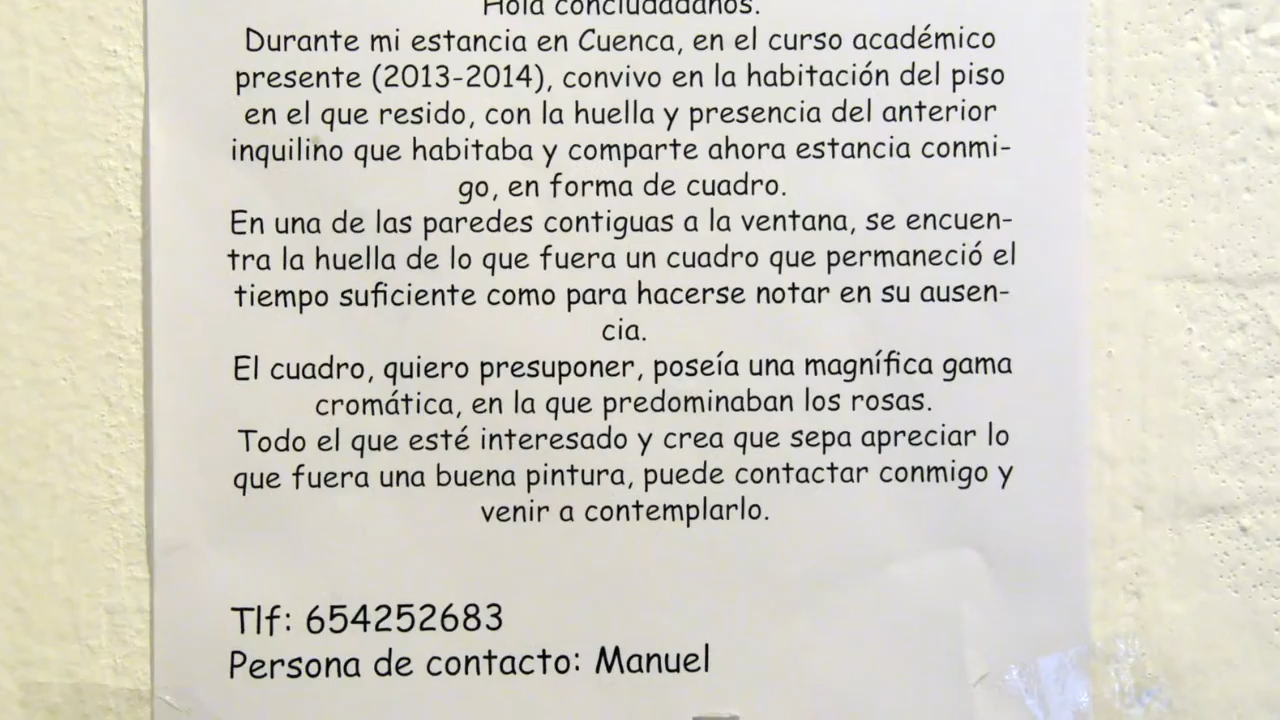 Hola conciudadanos.
Durante mi estancia en Cuenca, en el curso académico
presente (2013-2014), convivo en la habitación del piso
en el que resido, con la huella y presencia del anterior
inquilino que habitaba y comparte ahora estancia conmi-
go, en forma de cuadro.
En una de las paredes contiguas a la ventana, se encuen-
tra la huella de lo que fuera un cuadro que permaneció el
tiempo suficiente como para hacerse notar en su ausen-
cia.
El cuadro, quiero presuponer, poseía una magnífica gama
cromática, en la que predominaban los rosas.
Todo el que esté interesado y crea que sepa apreciar lo
que fuera una buena pintura, puede contactar conmigo y
venir a contemplarlo.
Tlf: 654252683
Persona de contacto: Manuel